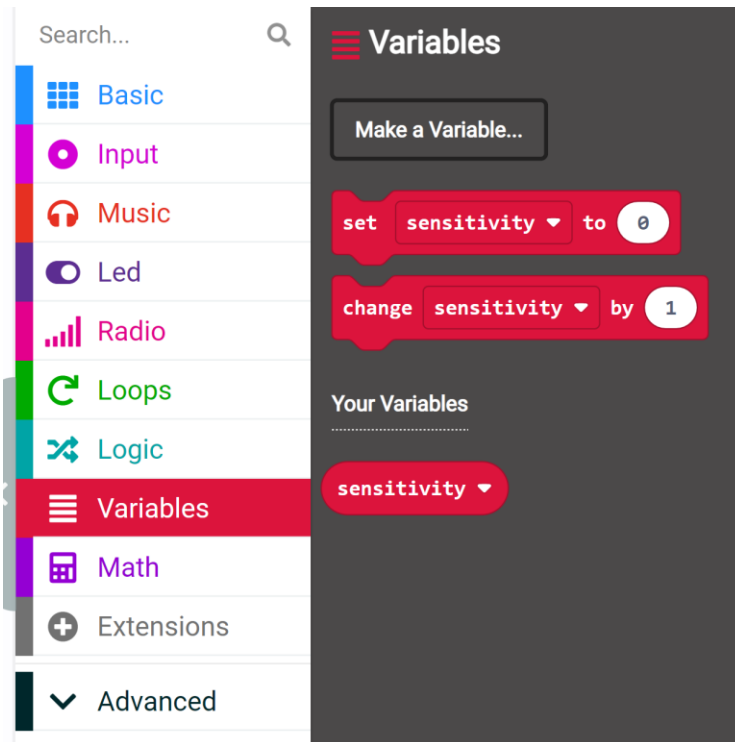 Search...
Basic
Input
Music
Led
Radio
Loops
Logic
Variables
Math
Extensions
Advanced
Variables
Make a Variable...
set sensitivity to 0
change sensitivity by 1
Your Variables
sensitivity